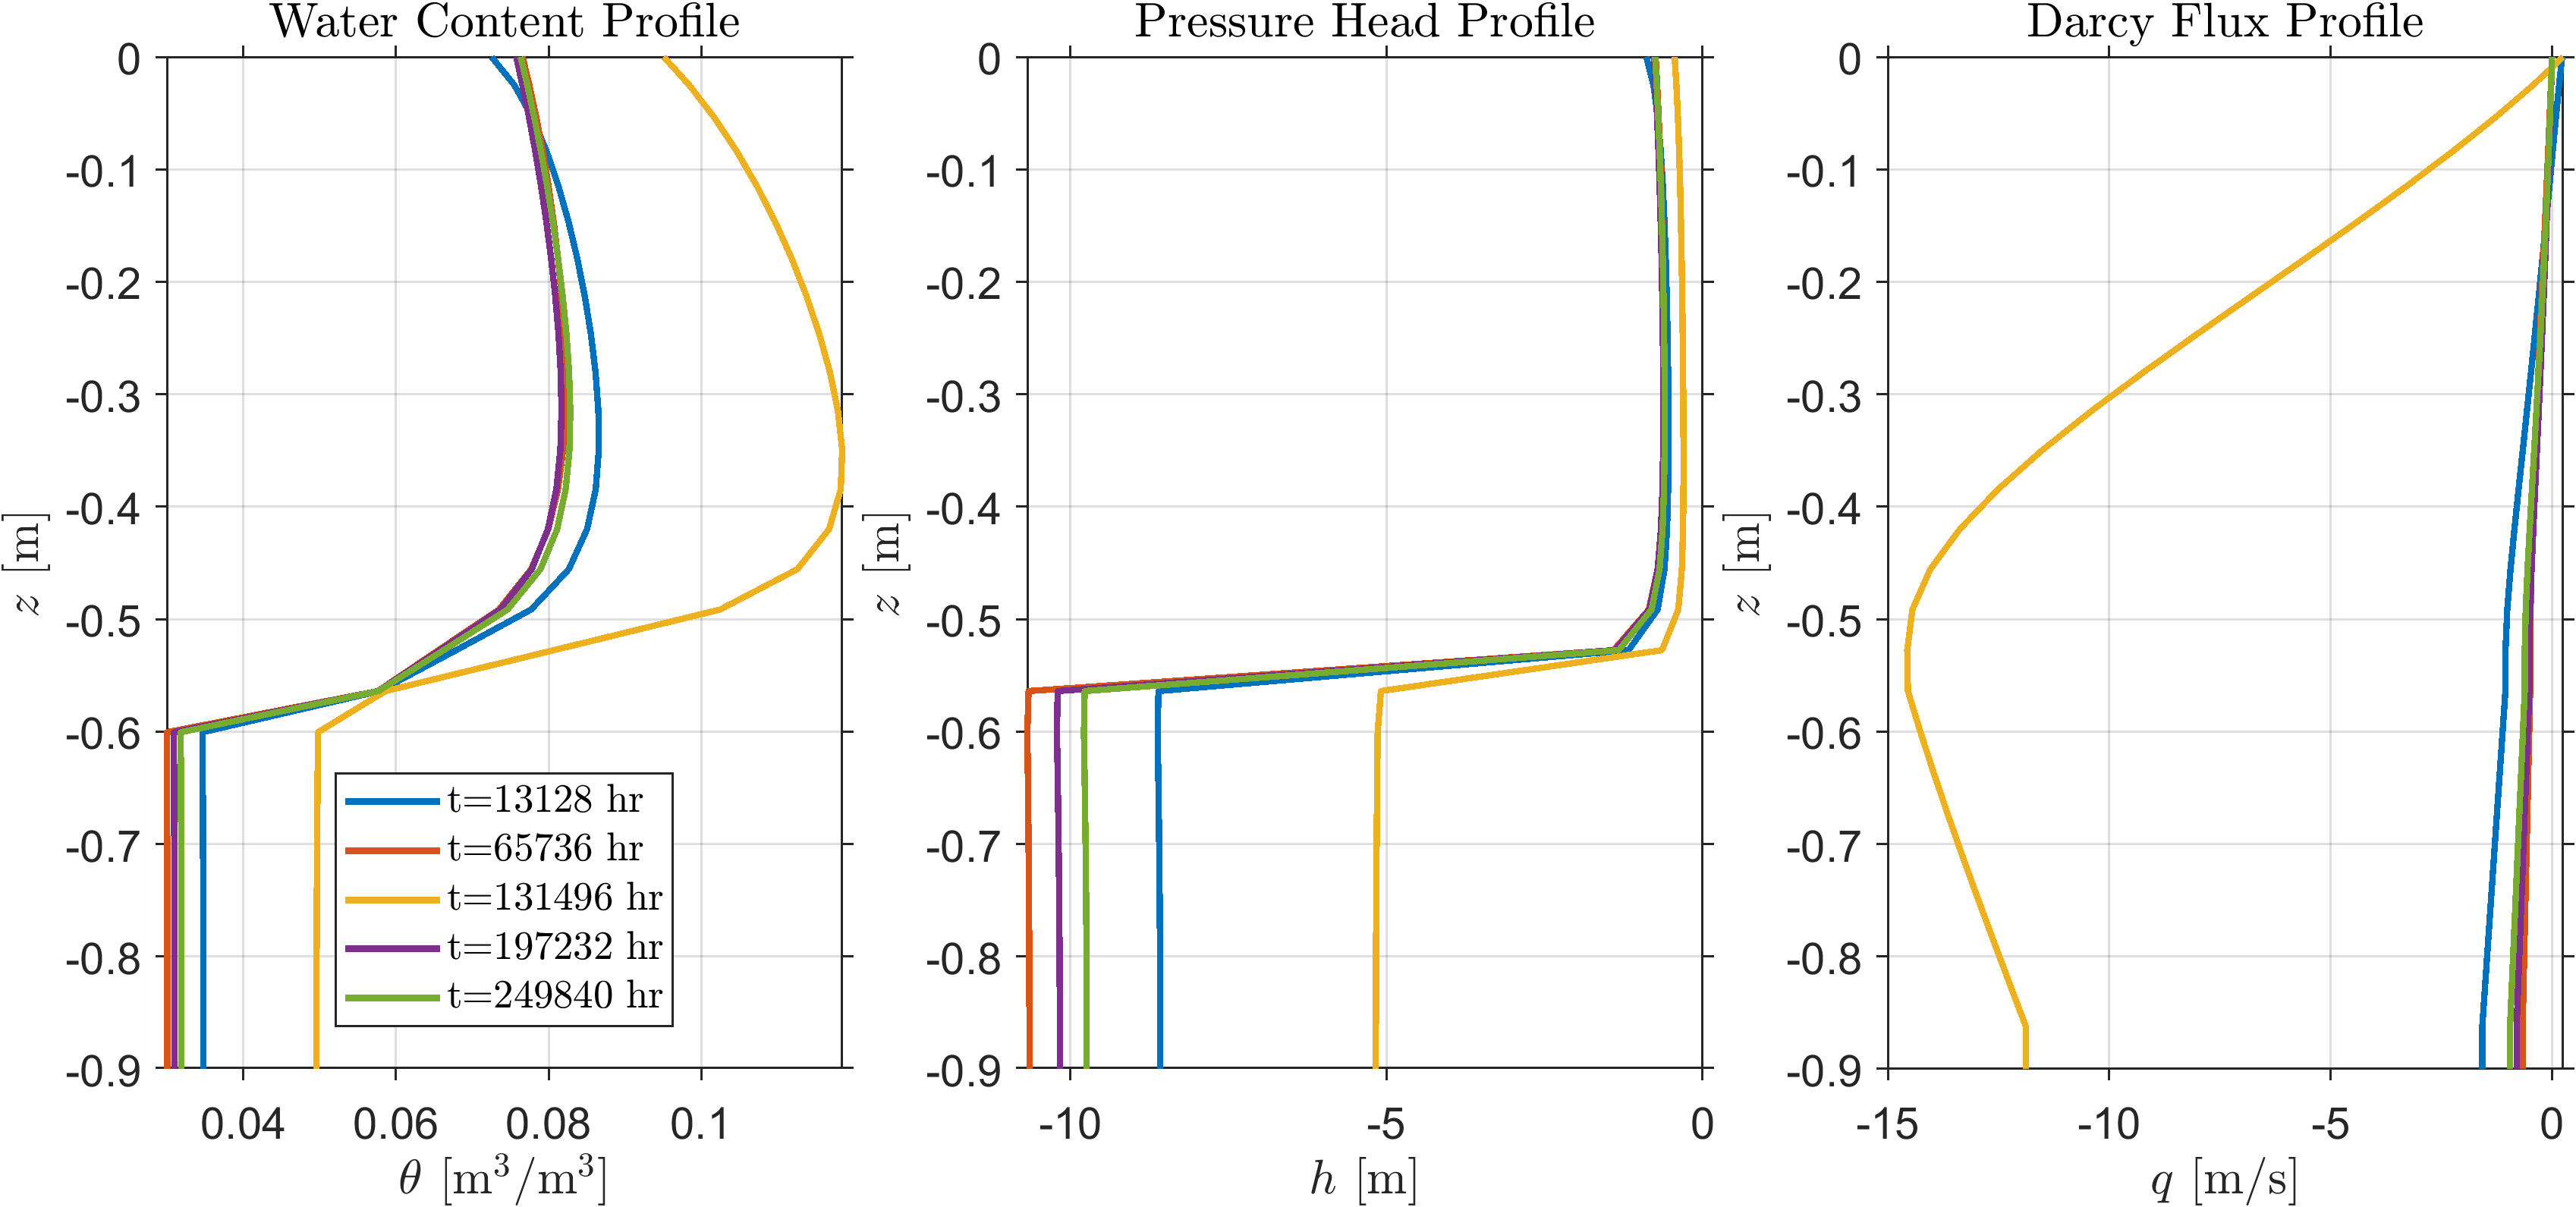 Water Content Profile
0
-0.1
-0.2
-0.3
-0.4
-0.5
-0.6
-0.7
-0.8
-0.9
z [m]
0.04 0.06 0.08 0.1
θ [m³/m³]
t=13128 hr
t=65736 hr
t=131496 hr
t=197232 hr
t=249840 hr
Pressure Head Profile
0
-0.1
-0.2
-0.3
-0.4
-0.5
-0.6
-0.7
-0.8
-0.9
z [m]
-10 -5 0
h [m]
Darcy Flux Profile
0
-0.1
-0.2
-0.3
-0.4
-0.5
-0.6
-0.7
-0.8
-0.9
z [m]
-15 -10 -5 0
q [m/s]